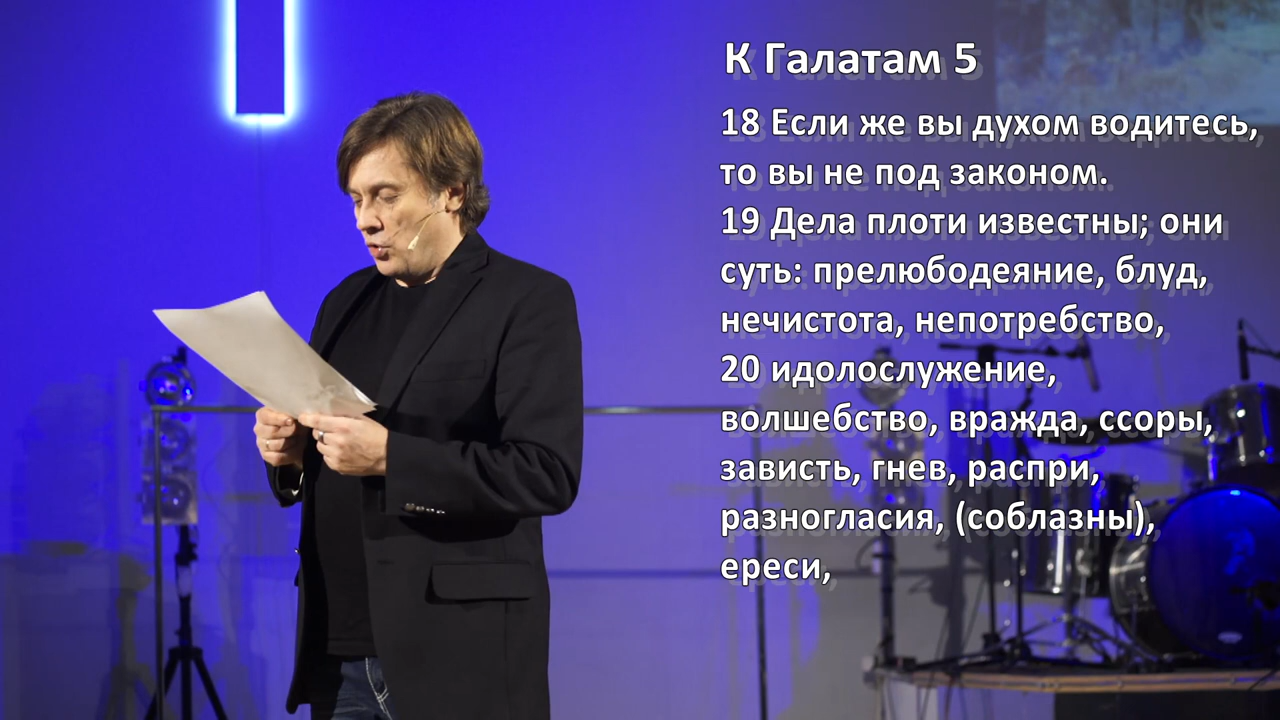 К Галатам 5
18 Если же вы духом водитесь,
то вы не под законом.
19 Дела плоти известны; они
суть: прелюбодеяние, блуд,
нечистота, непотребство,
20 идолослужение,
волшебство, вражда, ссоры,
зависть, гнев, распри,
разногласия, (соблазны),
ереси,